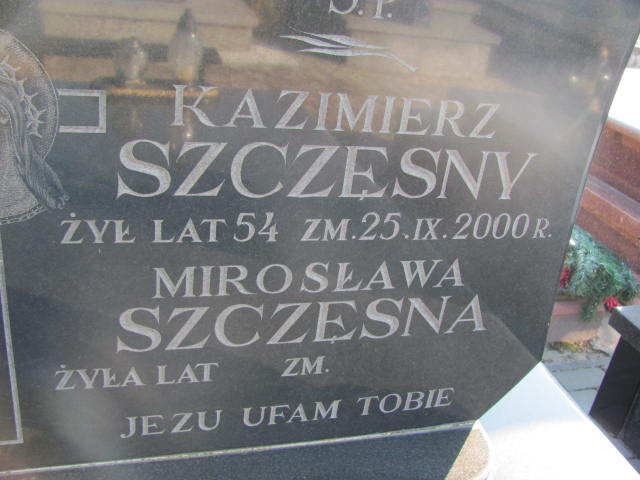 Ś.P.
KAZIMIERZ
SZCZĘSNY
ŻYŁ LAT 54 ZM. 25. IX. 2000 R.
MIROSŁAWA
SZCZĘSNA
ŻYŁA LAT ZM.
JEZU UFAM TOBIE